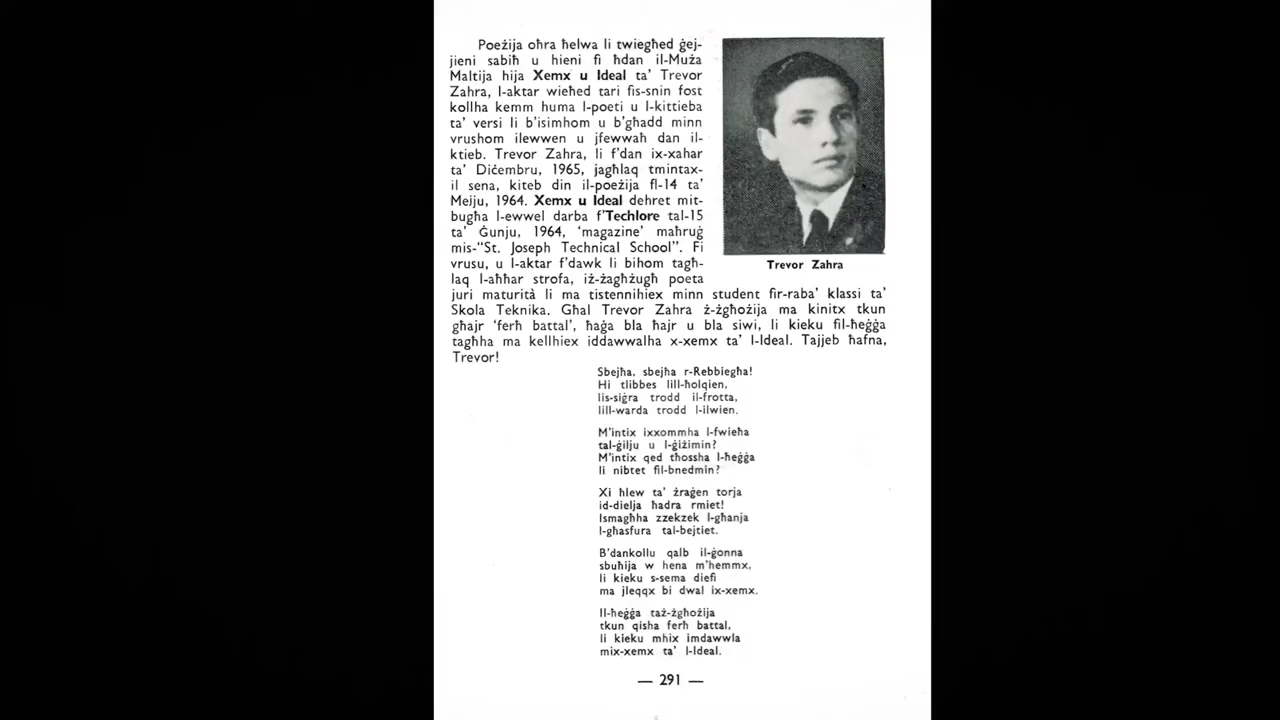 Poeżija oħra ħelwa li twiegħed ġej-
jieni sabiħ u hieni fi ħdan il-Muża
Maltija hija Xemx u Ideal ta' Trevor
Zahra, l-aktar wieħed tari fis-snin fost
kollha kemm huma l-poeti u l-kittieba
ta' versi li b'isimhom u b'għadd minn
vrushom ilewwen u jfewwaħ dan il-
ktieb. Trevor Zahra, li f'dan ix-xahar
ta' Diċembru, 1965, jagħlaq tmintax-
il sena, kiteb din il-poeżija fl-14 ta'
Mejju, 1964. Xemx u Ideal dehret mit-
bugħa l-ewwel darba f'Techlore tal-15
ta' Ġunju, 1964, 'magazine' maħruġ
mis-"St. Joseph Technical School". Fi
vrusu, u l-aktar f'dawk li bihom tagħ-
laq l-aħħar strofa, iż-żagħżugħ poeta
juri maturità li ma tistennihiex minn student fir-raba' klassi ta'
Skola Teknika. Għal Trevor Zahra ż-żgħożija ma kinitx tkun
għajr 'ferħ battal', ħaġa bla ħajr u bla siwi, li kieku fil-ħeġġa
tagħha ma kellhiex iddawwalha x-xemx ta' l-Ideal. Tajjeb ħafna,
Trevor!
Trevor Zahra
Sbejħa, sbejħa r-Rebbiegħa!
Hi tlibbes lill-ħolqien,
lis-siġra trodd il-frotta,
lill-warda trodd l-ilwien.
M'intix ixxommha l-fwieħa
tal-ġilju u l-ġiżimin?
M'intix qed tħossha l-ħeġġa
li nibtet fil-bnedmin?
Xi ħlew ta' żraġen torja
id-dielja ħadra rmiet!
Ismagħha zzekzek l-għanja
l-għasfura tal-bejtiet.
B'dankollu qalb il-ġonna
sbuħija w hena m'hemmx,
li kieku s-sema diefi
ma jleqqx bi dwal ix-xemx.
Il-ħeġġa taż-żgħożija
tkun qisha ferħ battal,
li kieku mhix imdawwla
mix-xemx ta' l-Ideal.
— 291 —